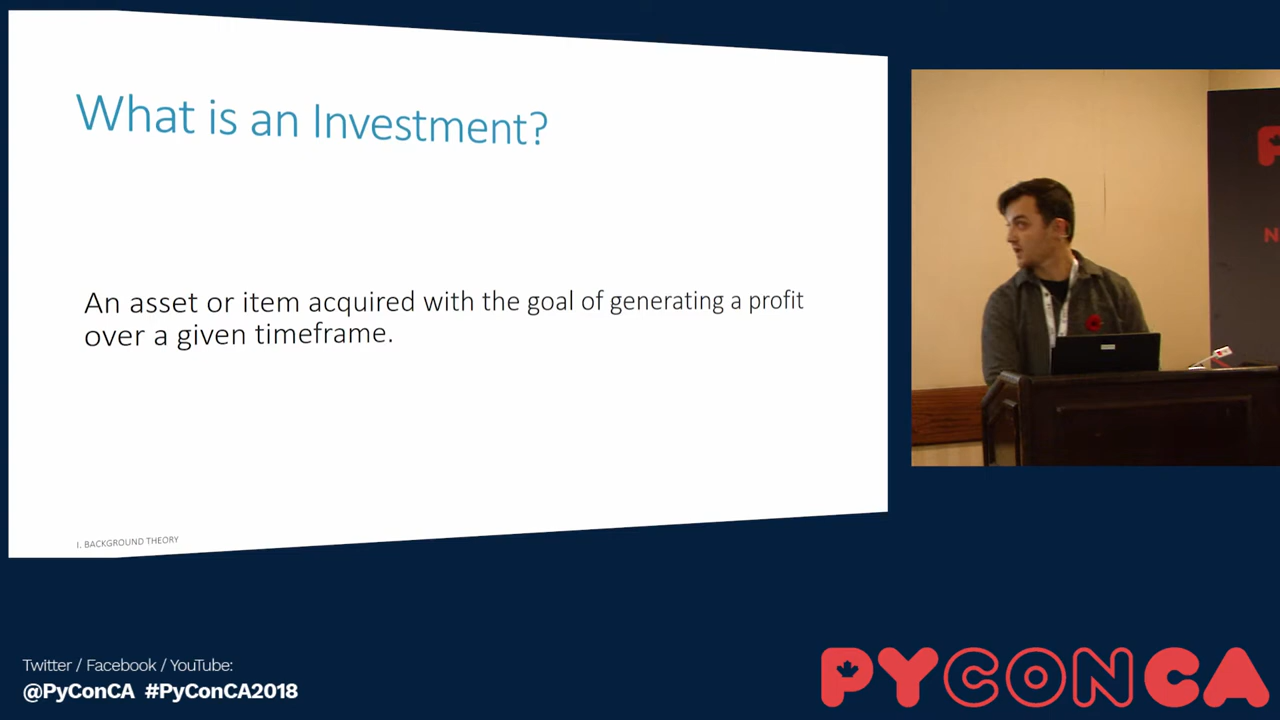 What is an Investment?
An asset or item acquired with the goal of generating a profit
over a given timeframe.
I. BACKGROUND THEORY
Twitter / Facebook / YouTube:
@PyConCA #PyConCA2018
PYCONCA